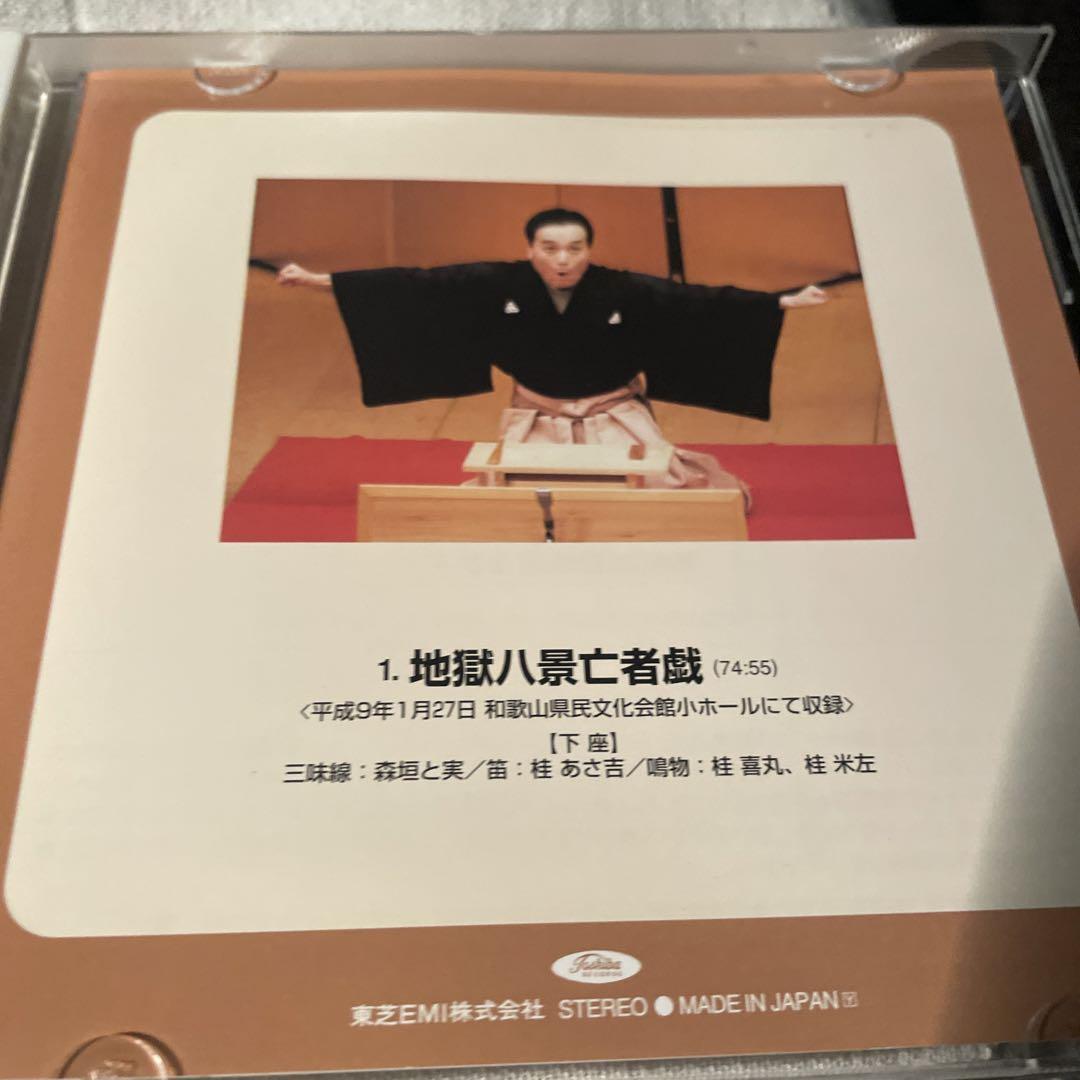 1. 地獄八景亡者戯 (74:55)
〈平成9年1月27日 和歌山県民文化会館小ホールにて収録〉
【下 座】
三味線:森垣と実/笛:桂 あさ吉/鳴物:桂 喜丸、桂 米左
Toshiba
RECORDS
東芝EMI株式会社 STEREO ● MADE IN JAPAN Y